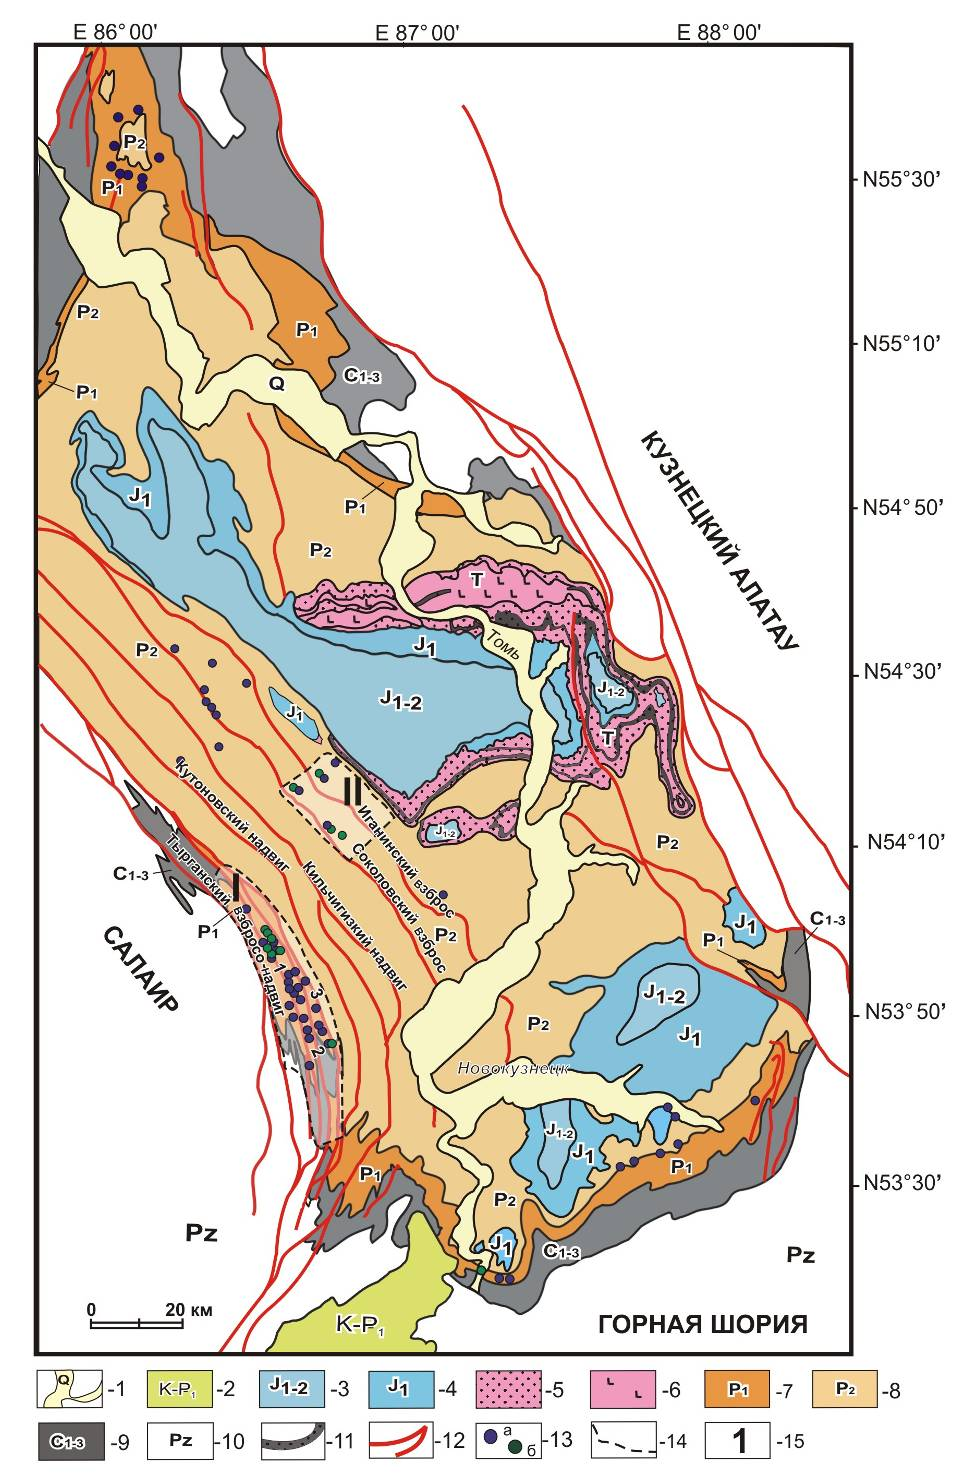 E 86°00' E 87°00' E 88°00'
P2
P1
N55°30'
P2
P1
N55°10'
C1-3
P1
Q
J1
P1
N54°50'
КУЗНЕЦКИЙ АЛАТАУ
P2
T
P2
J1
Томь
N54°30'
J1-2
J1-2
J1
T
Кутоновский надвиг
II
Иганинский взброс
J1-2
P2
N54°10'
Тырганский взбросо-надвиг
C1-3
I
Соколовский взброс
Кильчигизкий надвиг
P1
САЛАИР
P2
J1
C1-3
P1
1
3
2
J1-2
P2
J1
N53°50'
Новокузнецк
J1-2
J1
P1
P1
P2
N53°30'
Pz
J1
C1-3
Pz
0 20 км
К-P1
ГОРНАЯ ШОРИЯ
Q -1 K-P1 -2 J1-2 -3 J1 -4 -5 -6 P1 -7 P2 -8
C1-3 -9 Pz -10 -11 -12 а б -13 -14 1 -15